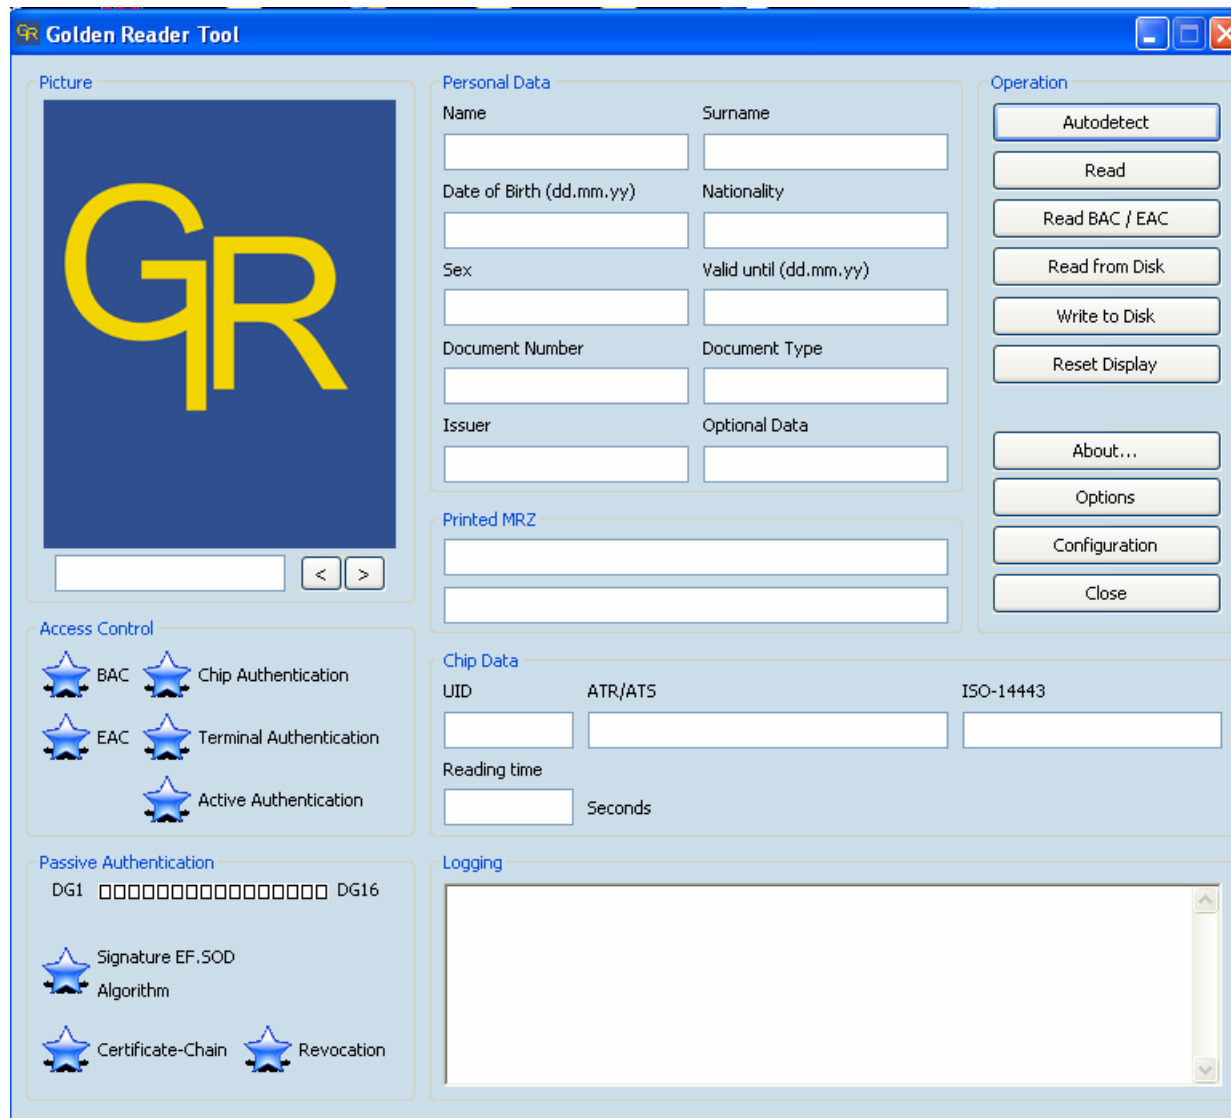 GR Golden Reader Tool
Picture
GR
< >
Access Control
BAC Chip Authentication
EAC Terminal Authentication
Active Authentication
Passive Authentication
DG1 DG16
Signature EF.SOD
Algorithm
Certificate-Chain Revocation
Personal Data
Name Surname
Date of Birth (dd.mm.yy) Nationality
Sex Valid until (dd.mm.yy)
Document Number Document Type
Issuer Optional Data
Printed MRZ
Chip Data
UID ATR/ATS ISO-14443
Reading time
Seconds
Logging
Operation
Autodetect
Read
Read BAC / EAC
Read from Disk
Write to Disk
Reset Display
About...
Options
Configuration
Close